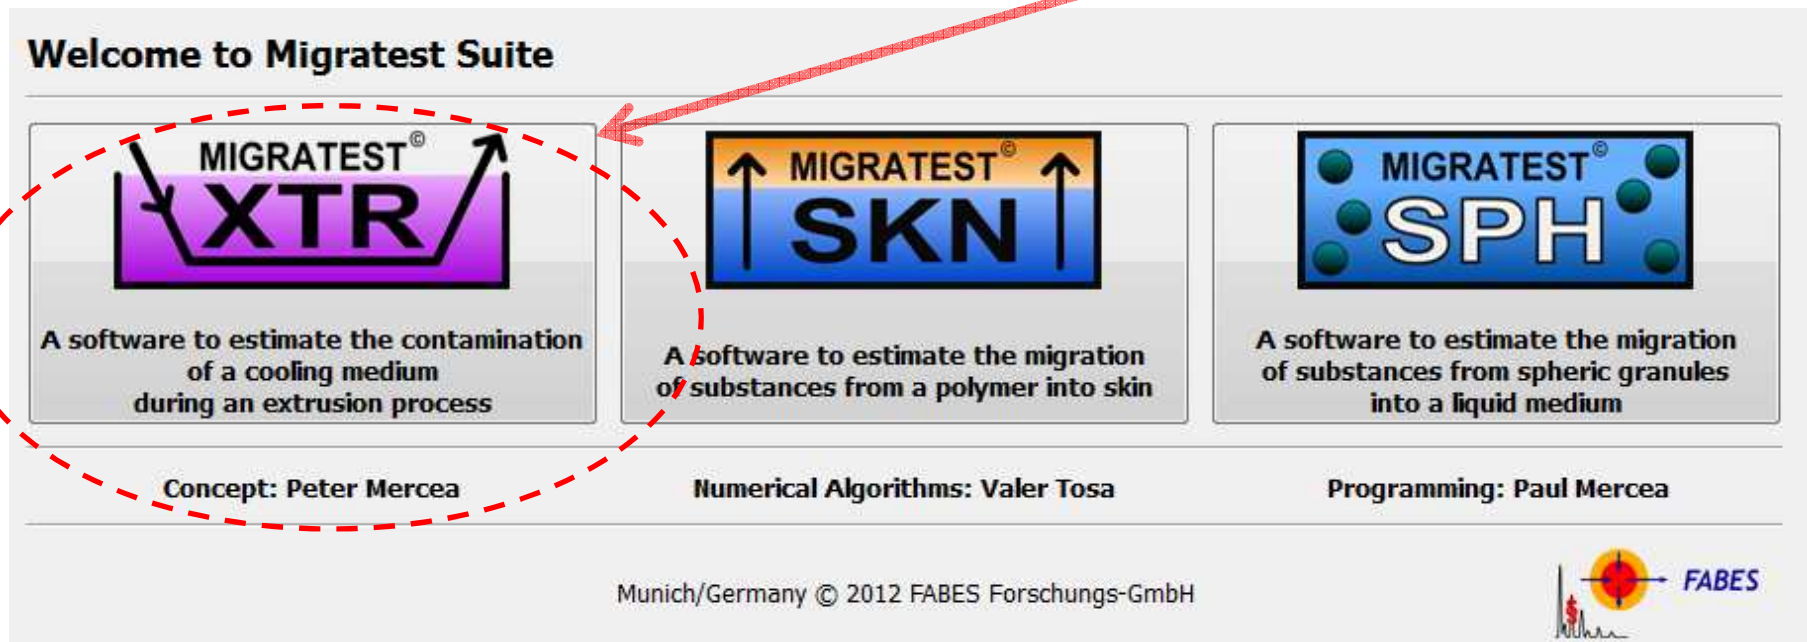 Welcome to Migratest Suite
MIGRATEST©
XTR
A software to estimate the contamination
of a cooling medium
during an extrusion process
MIGRATEST©
SKN
A software to estimate the migration
of substances from a polymer into skin
MIGRATEST©
SPH
A software to estimate the migration
of substances from spheric granules
into a liquid medium
Concept: Peter Mercea
Numerical Algorithms: Valer Tosa
Programming: Paul Mercea
Munich/Germany © 2012 FABES Forschungs-GmbH
§
FABES